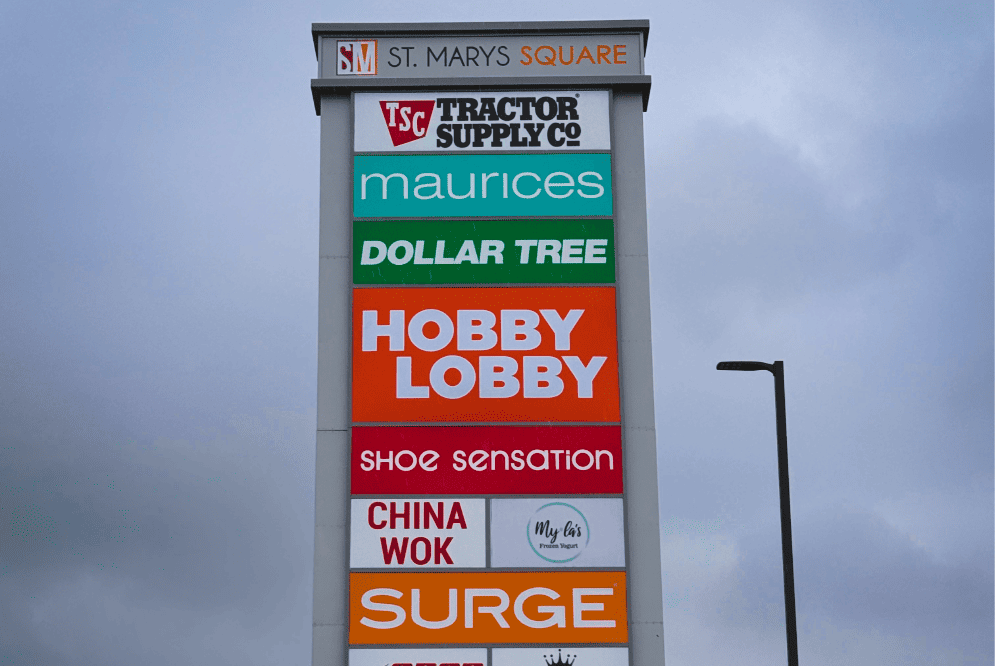 SM ST. MARYS SQUARE
TSC TRACTOR
SUPPLY CO
maurices
DOLLAR TREE
HOBBY
LOBBY
SHOE sensation
CHINA
WOK
My-la's
Frozen Yogurt
SURGE